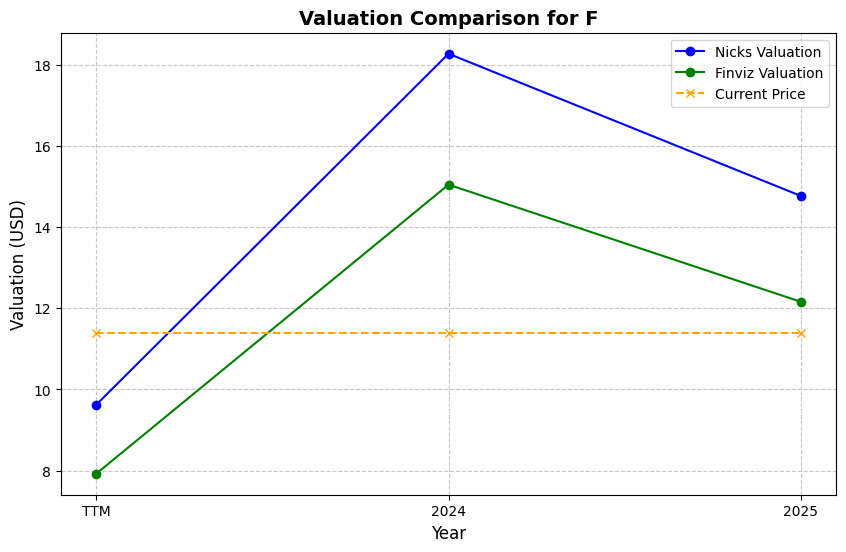 Valuation Comparison for F
Nicks Valuation
Finviz Valuation
Current Price
Valuation (USD)
18
16
14
12
10
8
TTM
2024
2025
Year